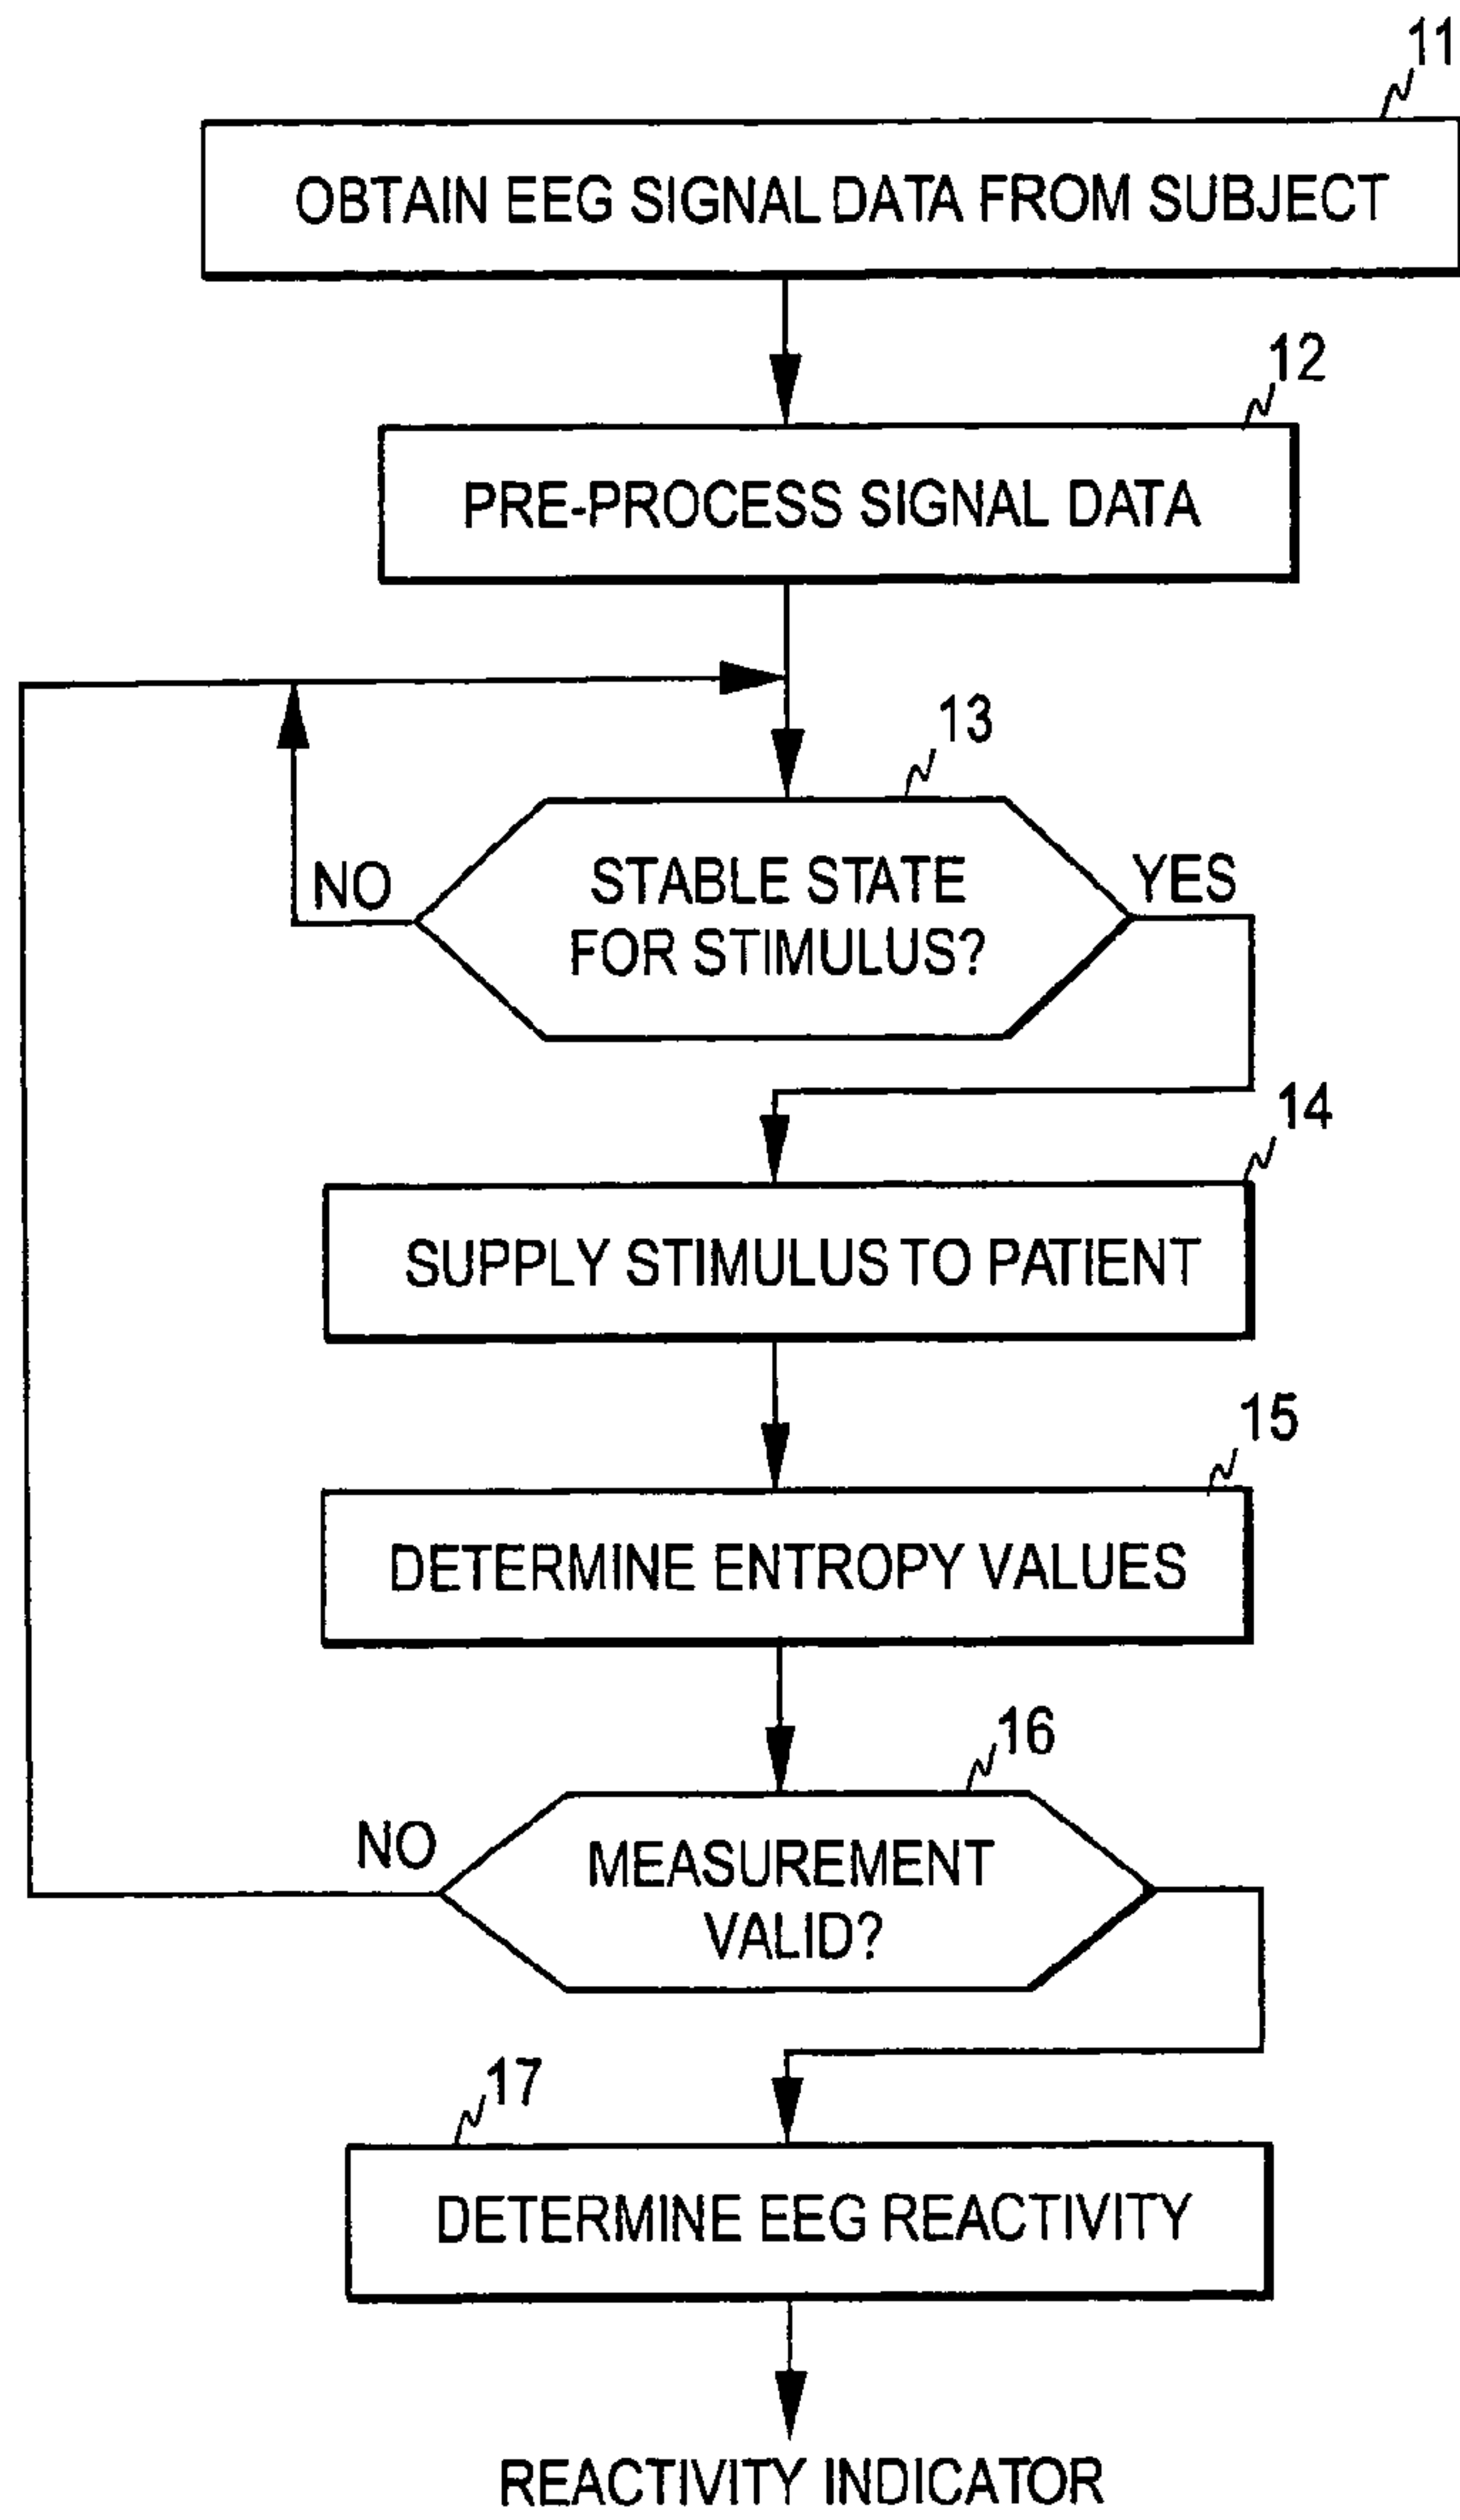 11
OBTAIN EEG SIGNAL DATA FROM SUBJECT
12
PRE-PROCESS SIGNAL DATA
13
NO
STABLE STATE
FOR STIMULUS?
YES
14
SUPPLY STIMULUS TO PATIENT
15
DETERMINE ENTROPY VALUES
16
NO
MEASUREMENT
VALID?
17
DETERMINE EEG REACTIVITY
REACTIVITY INDICATOR